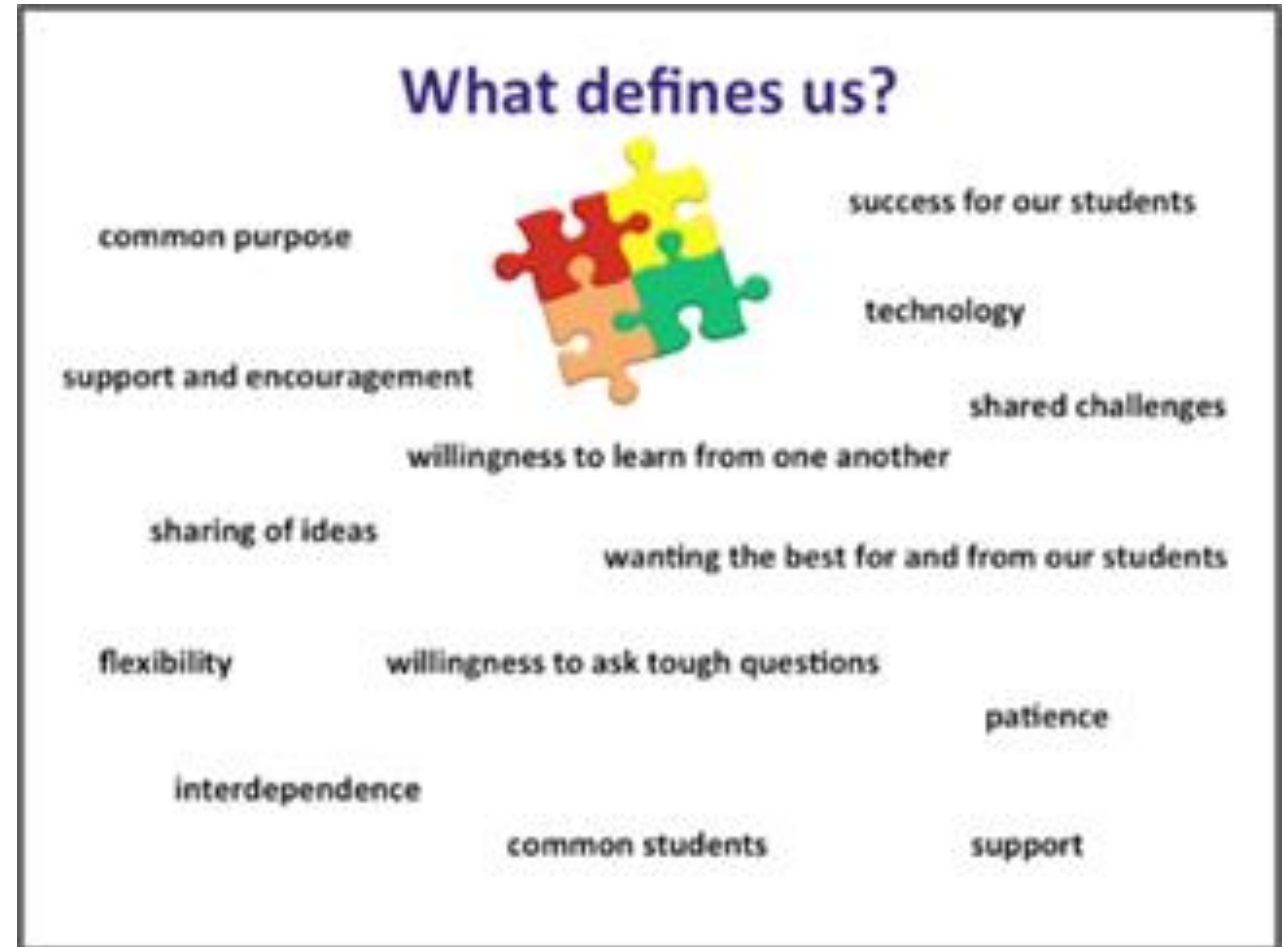 What defines us?
success for our students
common purpose
technology
support and encouragement
shared challenges
willingness to learn from one another
sharing of ideas
wanting the best for and from our students
flexibility
willingness to ask tough questions
patience
interdependence
common students
support